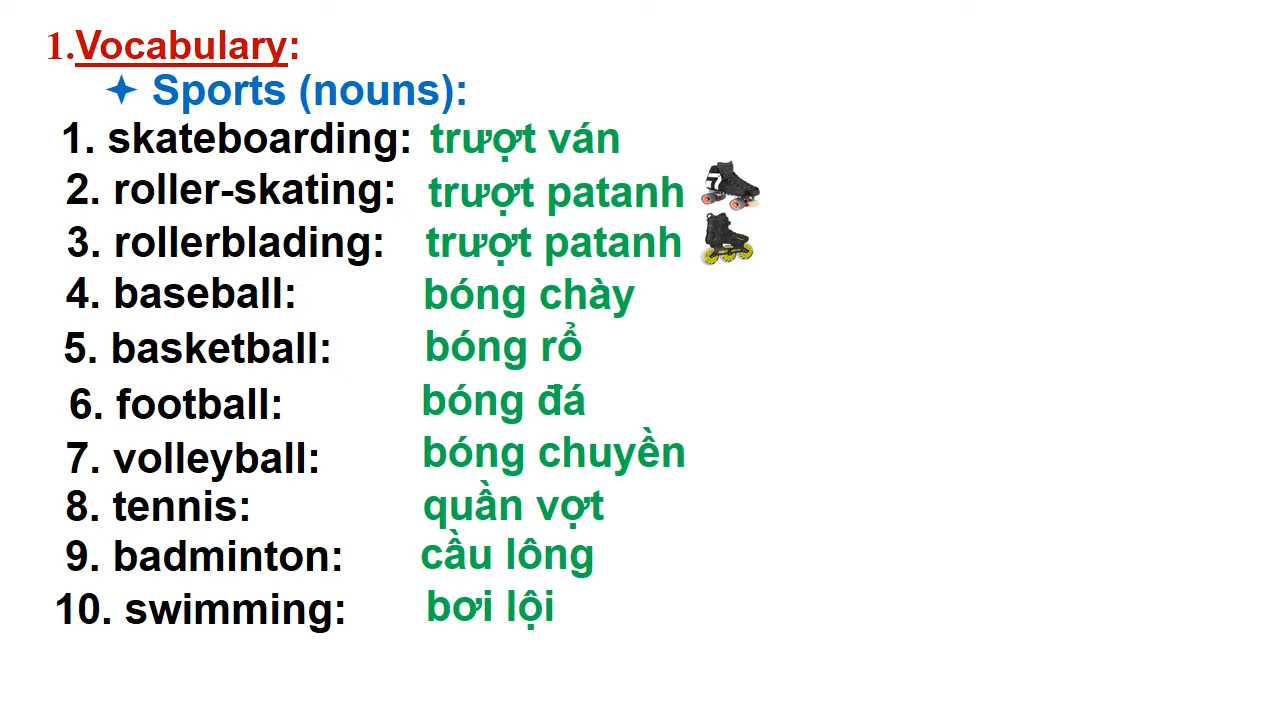 1.Vocabulary:
✦ Sports (nouns):
1. skateboarding: trượt ván
2. roller-skating: trượt patanh
3. rollerblading: trượt patanh
4. baseball: bóng chày
5. basketball: bóng rổ
6. football: bóng đá
7. volleyball: bóng chuyền
8. tennis: quần vợt
9. badminton: cầu lông
10. swimming: bơi lội